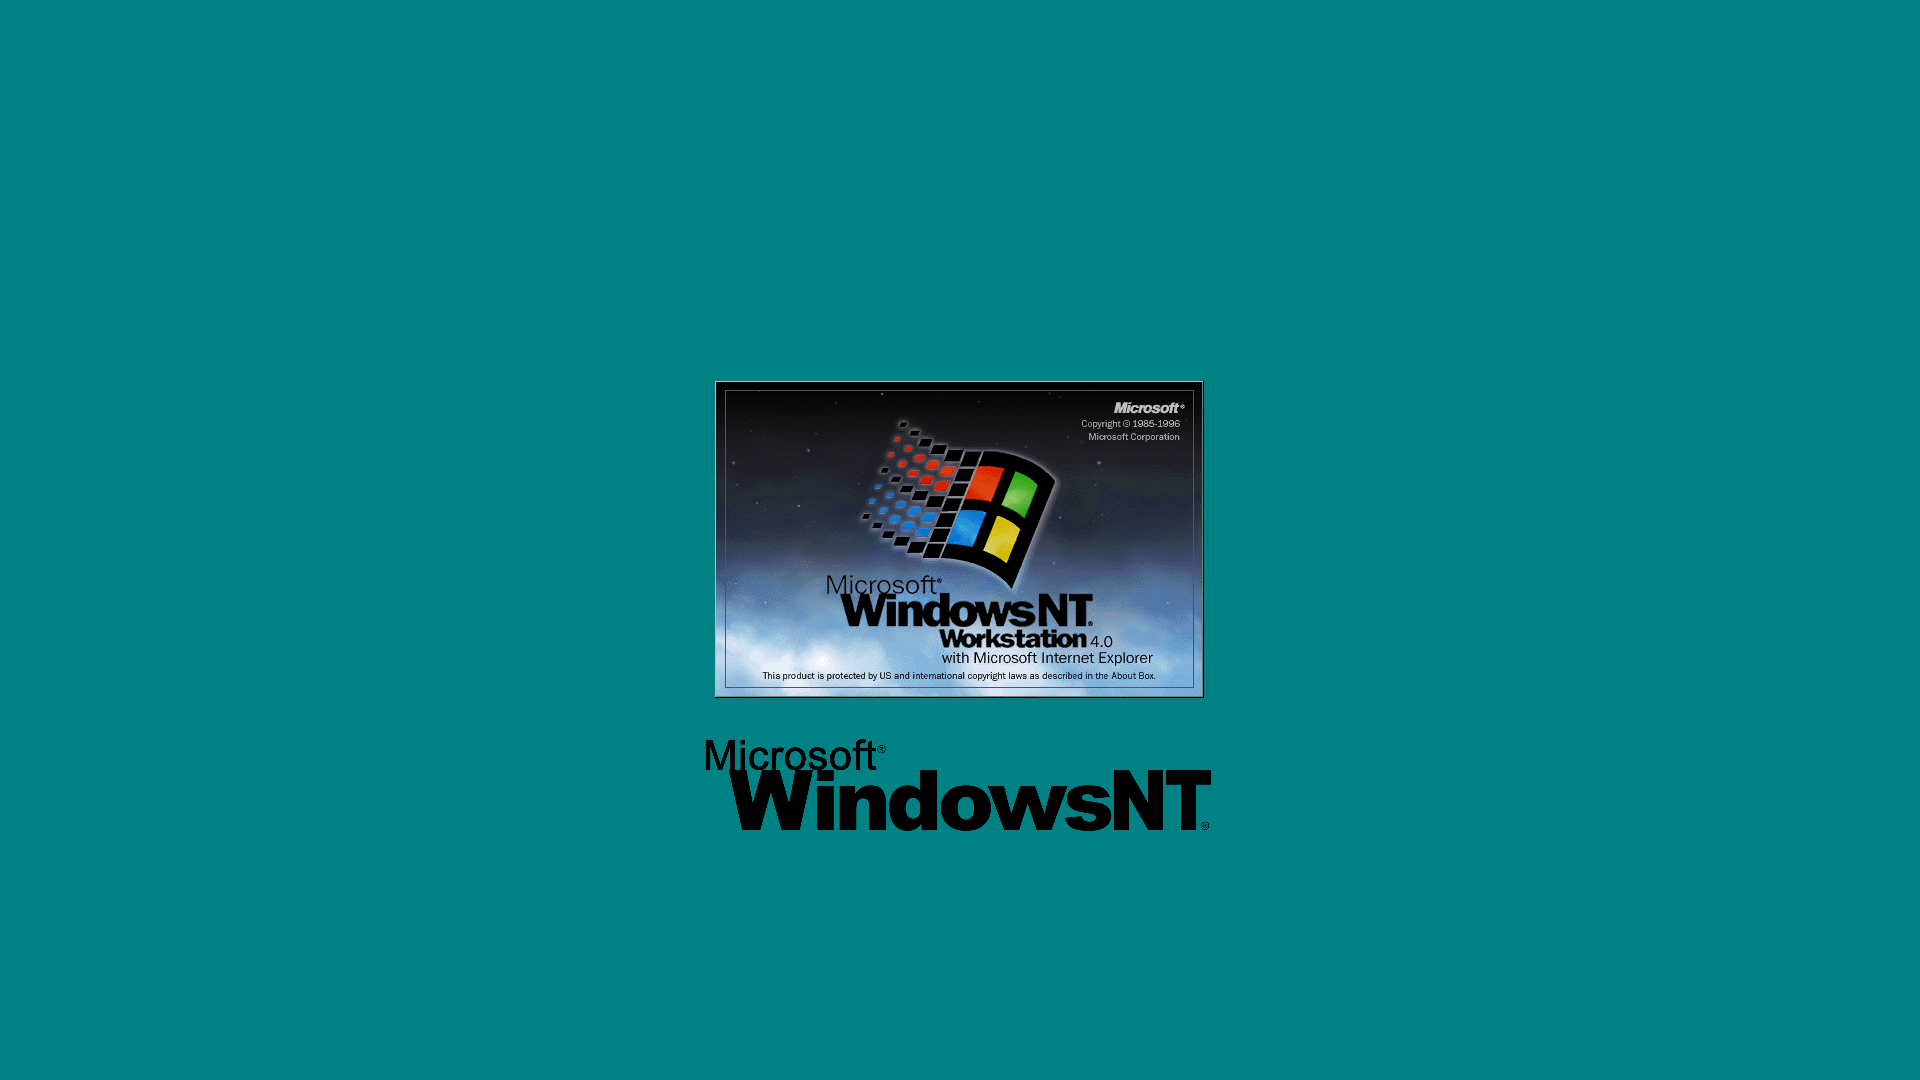 Microsoft®
Copyright © 1985-1996
Microsoft Corporation
Microsoft®
WindowsNT®
Workstation 4.0
with Microsoft Internet Explorer
This product is protected by US and international copyright laws as described in the About Box.
Microsoft®
WindowsNT®